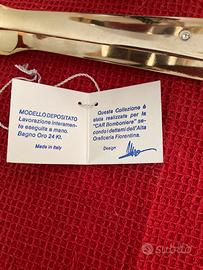 MODELLO DEPOSITATO
Lavorazione interamen-
te eseguita a mano.
Bagno Oro 24 Kt.
Made in Italy
Questa Collezione é
stata realizzata per la
"CAR Bomboniere" se-
condo i dettami dell'Alta
Oreficeria Fiorentina.
Design
subito